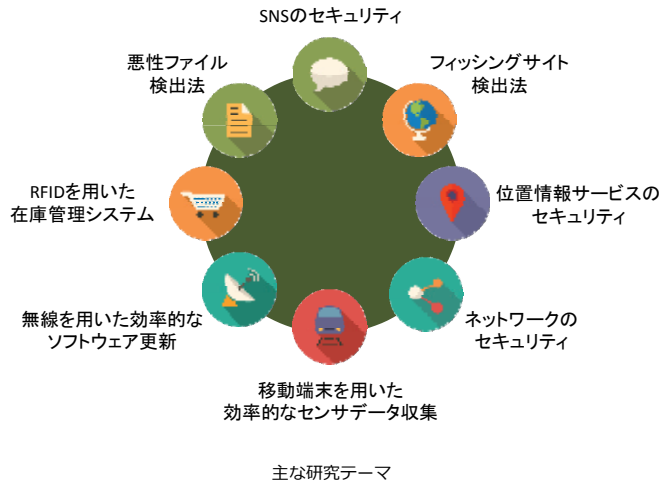 SNSのセキュリティ
悪性ファイル
検出法
フィッシングサイト
検出法
RFIDを用いた
在庫管理システム
位置情報サービスの
セキュリティ
無線を用いた効率的な
ソフトウェア更新
ネットワークの
セキュリティ
移動端末を用いた
効率的なセンサデータ収集
主な研究テーマ